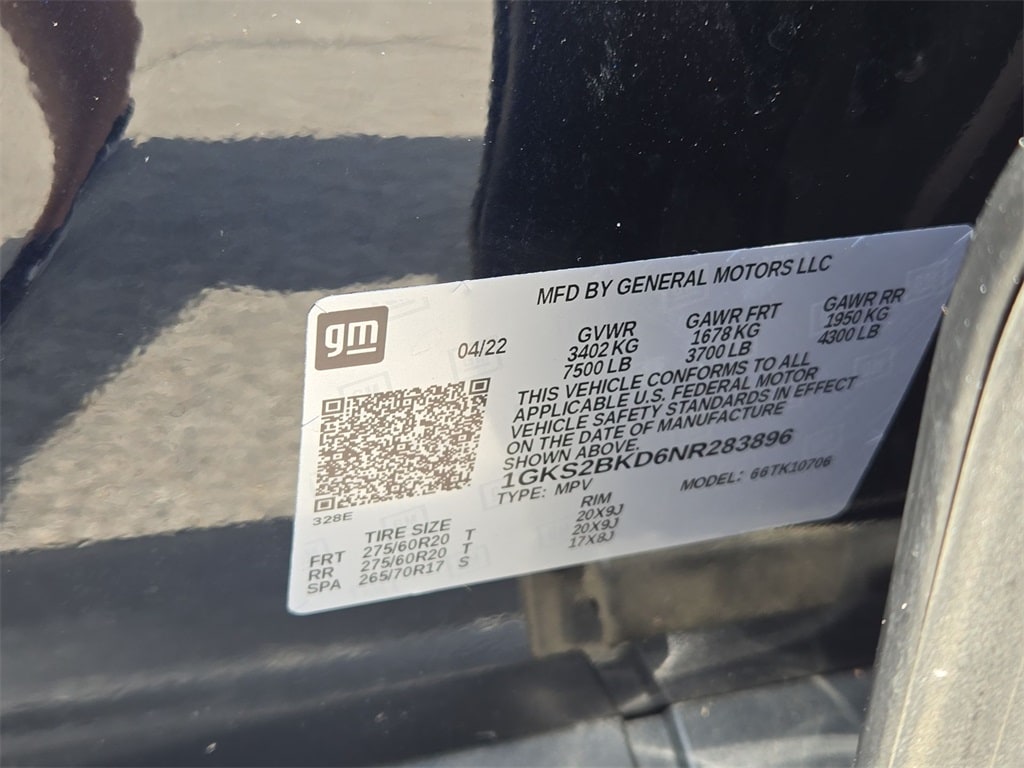 MFD BY GENERAL MOTORS LLC
gm
04/22
GVWR GAWR FRT GAWR RR
3402 KG 1678 KG 1950 KG
7500 LB 3700 LB 4300 LB
THIS VEHICLE CONFORMS TO ALL
APPLICABLE U.S. FEDERAL MOTOR
VEHICLE SAFETY STANDARDS IN EFFECT
ON THE DATE OF MANUFACTURE
SHOWN ABOVE.
1GKS2BKD6NR283896
TYPE: MPV MODEL: 66TK10706
328E
TIRE SIZE RIM
FRT 275/60R20 T 20X9J
RR 275/60R20 T 20X9J
SPA 265/70R17 S 17X8J